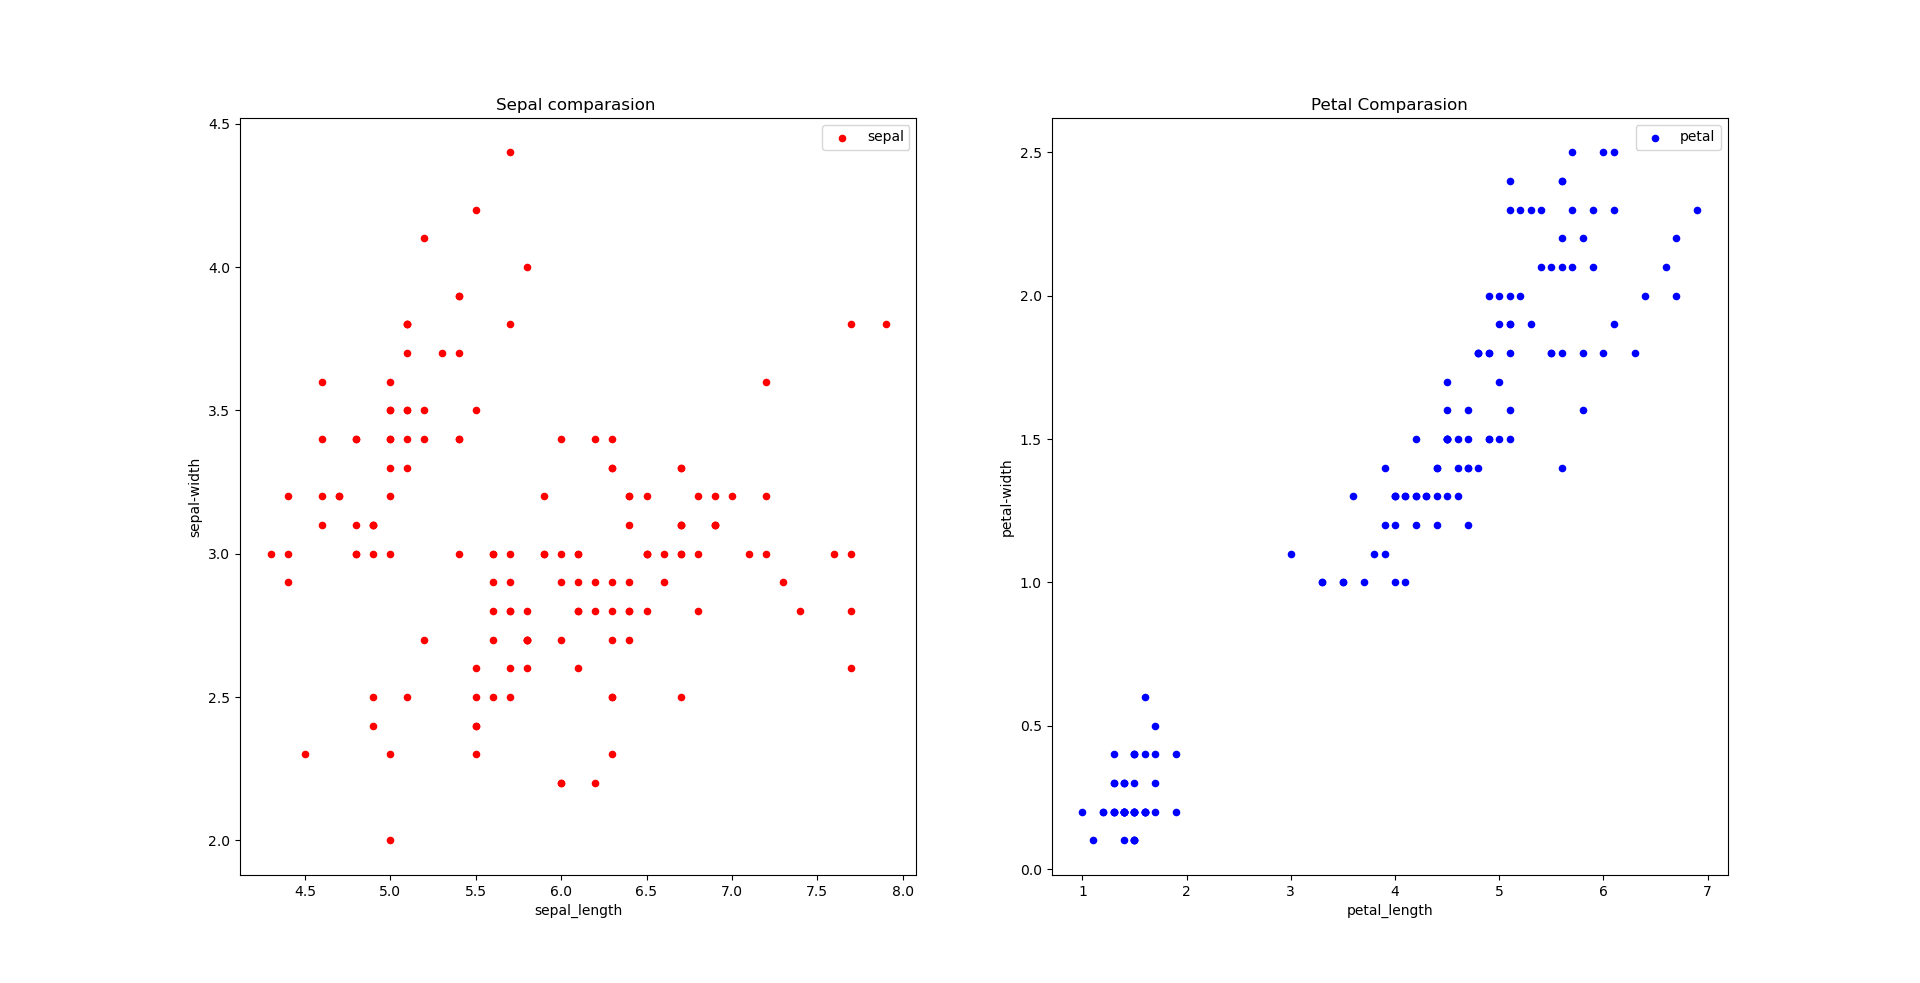 Sepal comparasion
sepal
4.5
4.0
3.5
3.0
2.5
2.0
sepal-width
4.5 5.0 5.5 6.0 6.5 7.0 7.5 8.0
sepal_length
Petal Comparasion
petal
2.5
2.0
1.5
1.0
0.5
0.0
petal-width
1 2 3 4 5 6 7
petal_length